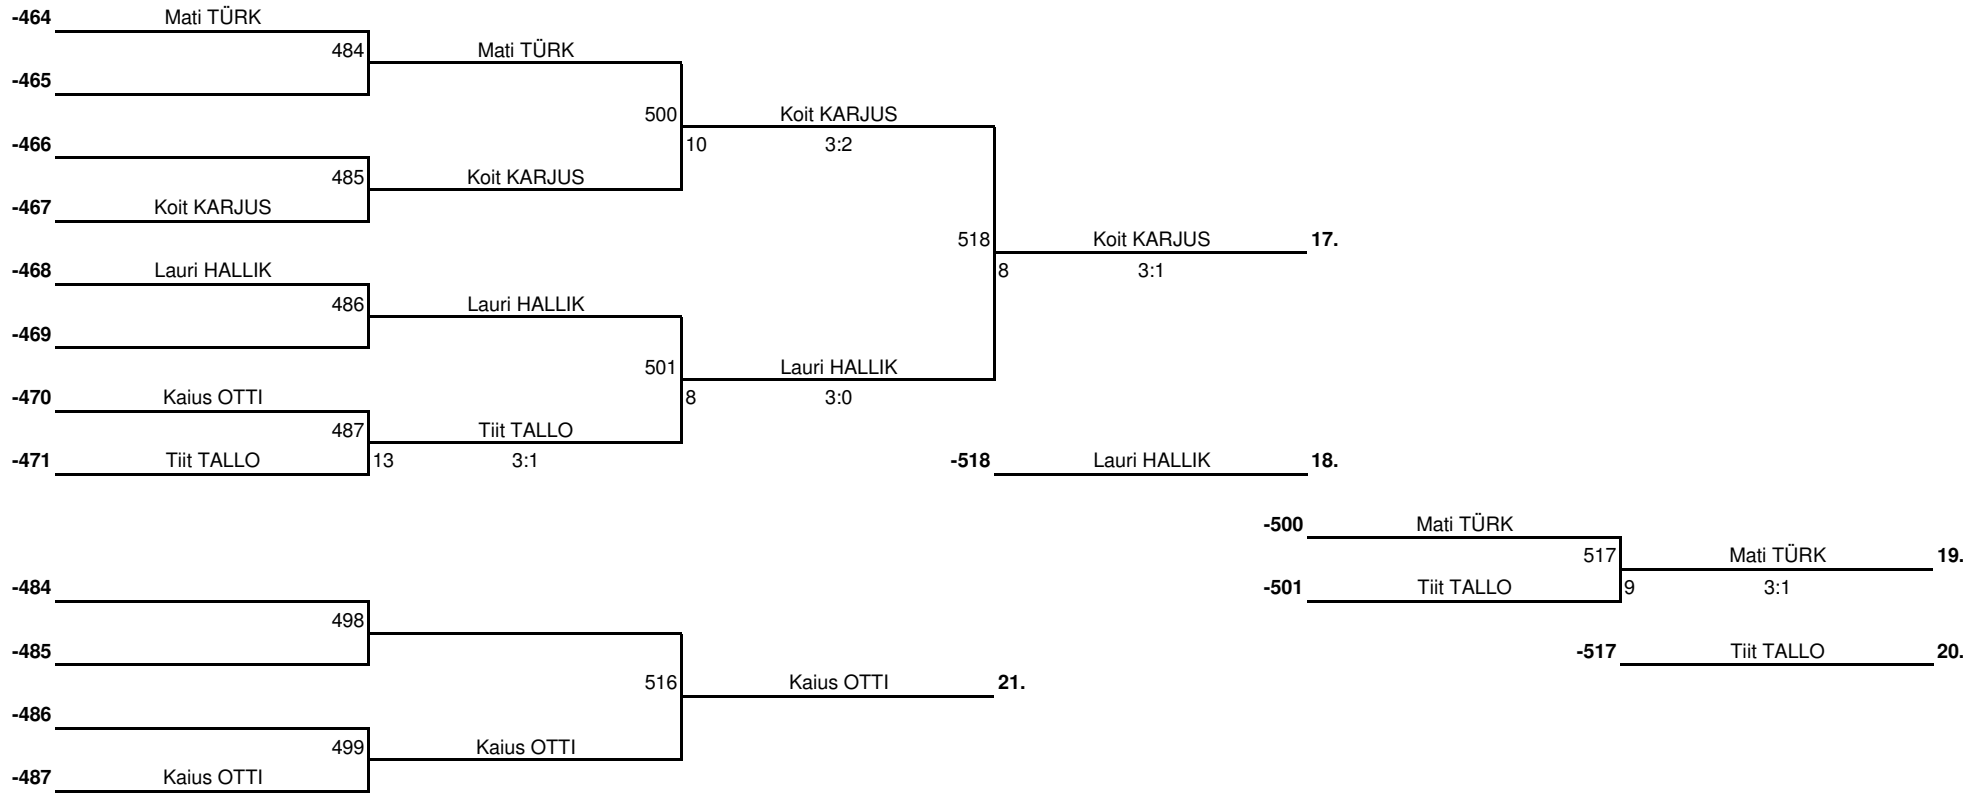 -464 Mati TÜRK
484 Mati TÜRK
-465
500 Koit KARJUS
-466 10 3:2
485 Koit KARJUS
-467 Koit KARJUS
518 Koit KARJUS 17.
-468 Lauri HALLIK 8 3:1
486 Lauri HALLIK
-469
501 Lauri HALLIK
-470 Kaius OTTI 8 3:0
487 Tiit TALLO
-471 Tiit TALLO 13 3:1 -518 Lauri HALLIK 18.
-500 Mati TÜRK
517 Mati TÜRK 19.
-484 -501 Tiit TALLO 9 3:1
498
-485 -517 Tiit TALLO 20.
516 Kaius OTTI 21.
-486
499 Kaius OTTI
-487 Kaius OTTI